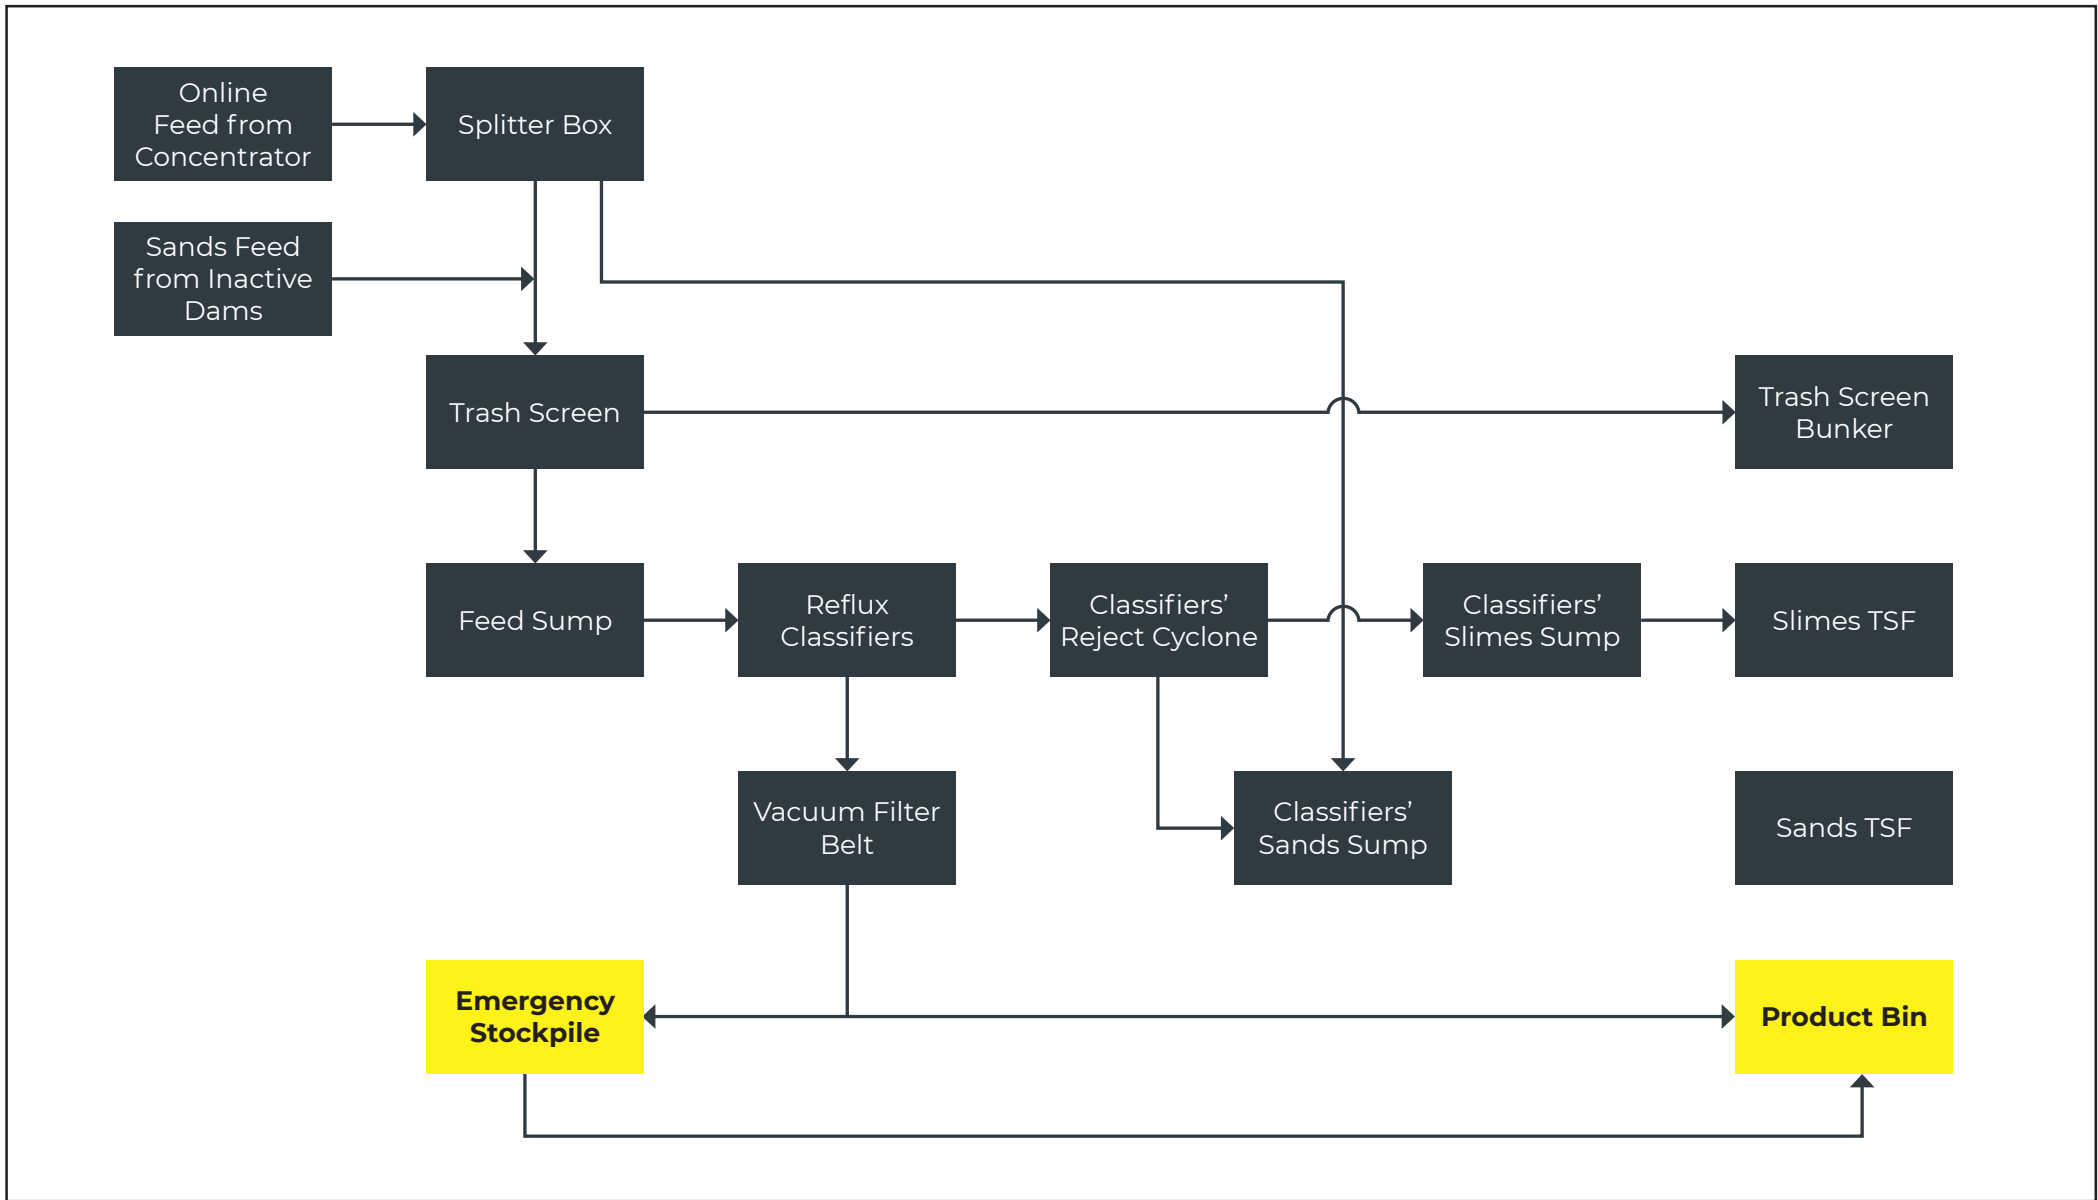 Online
Feed from
Concentrator
Splitter Box
Sands Feed
from Inactive
Dams
Trash Screen
Trash Screen
Bunker
Feed Sump
Reflux
Classifiers
Classifiers’
Reject Cyclone
Classifiers’
Slimes Sump
Slimes TSF
Vacuum Filter
Belt
Classifiers’
Sands Sump
Sands TSF
Emergency
Stockpile
Product Bin